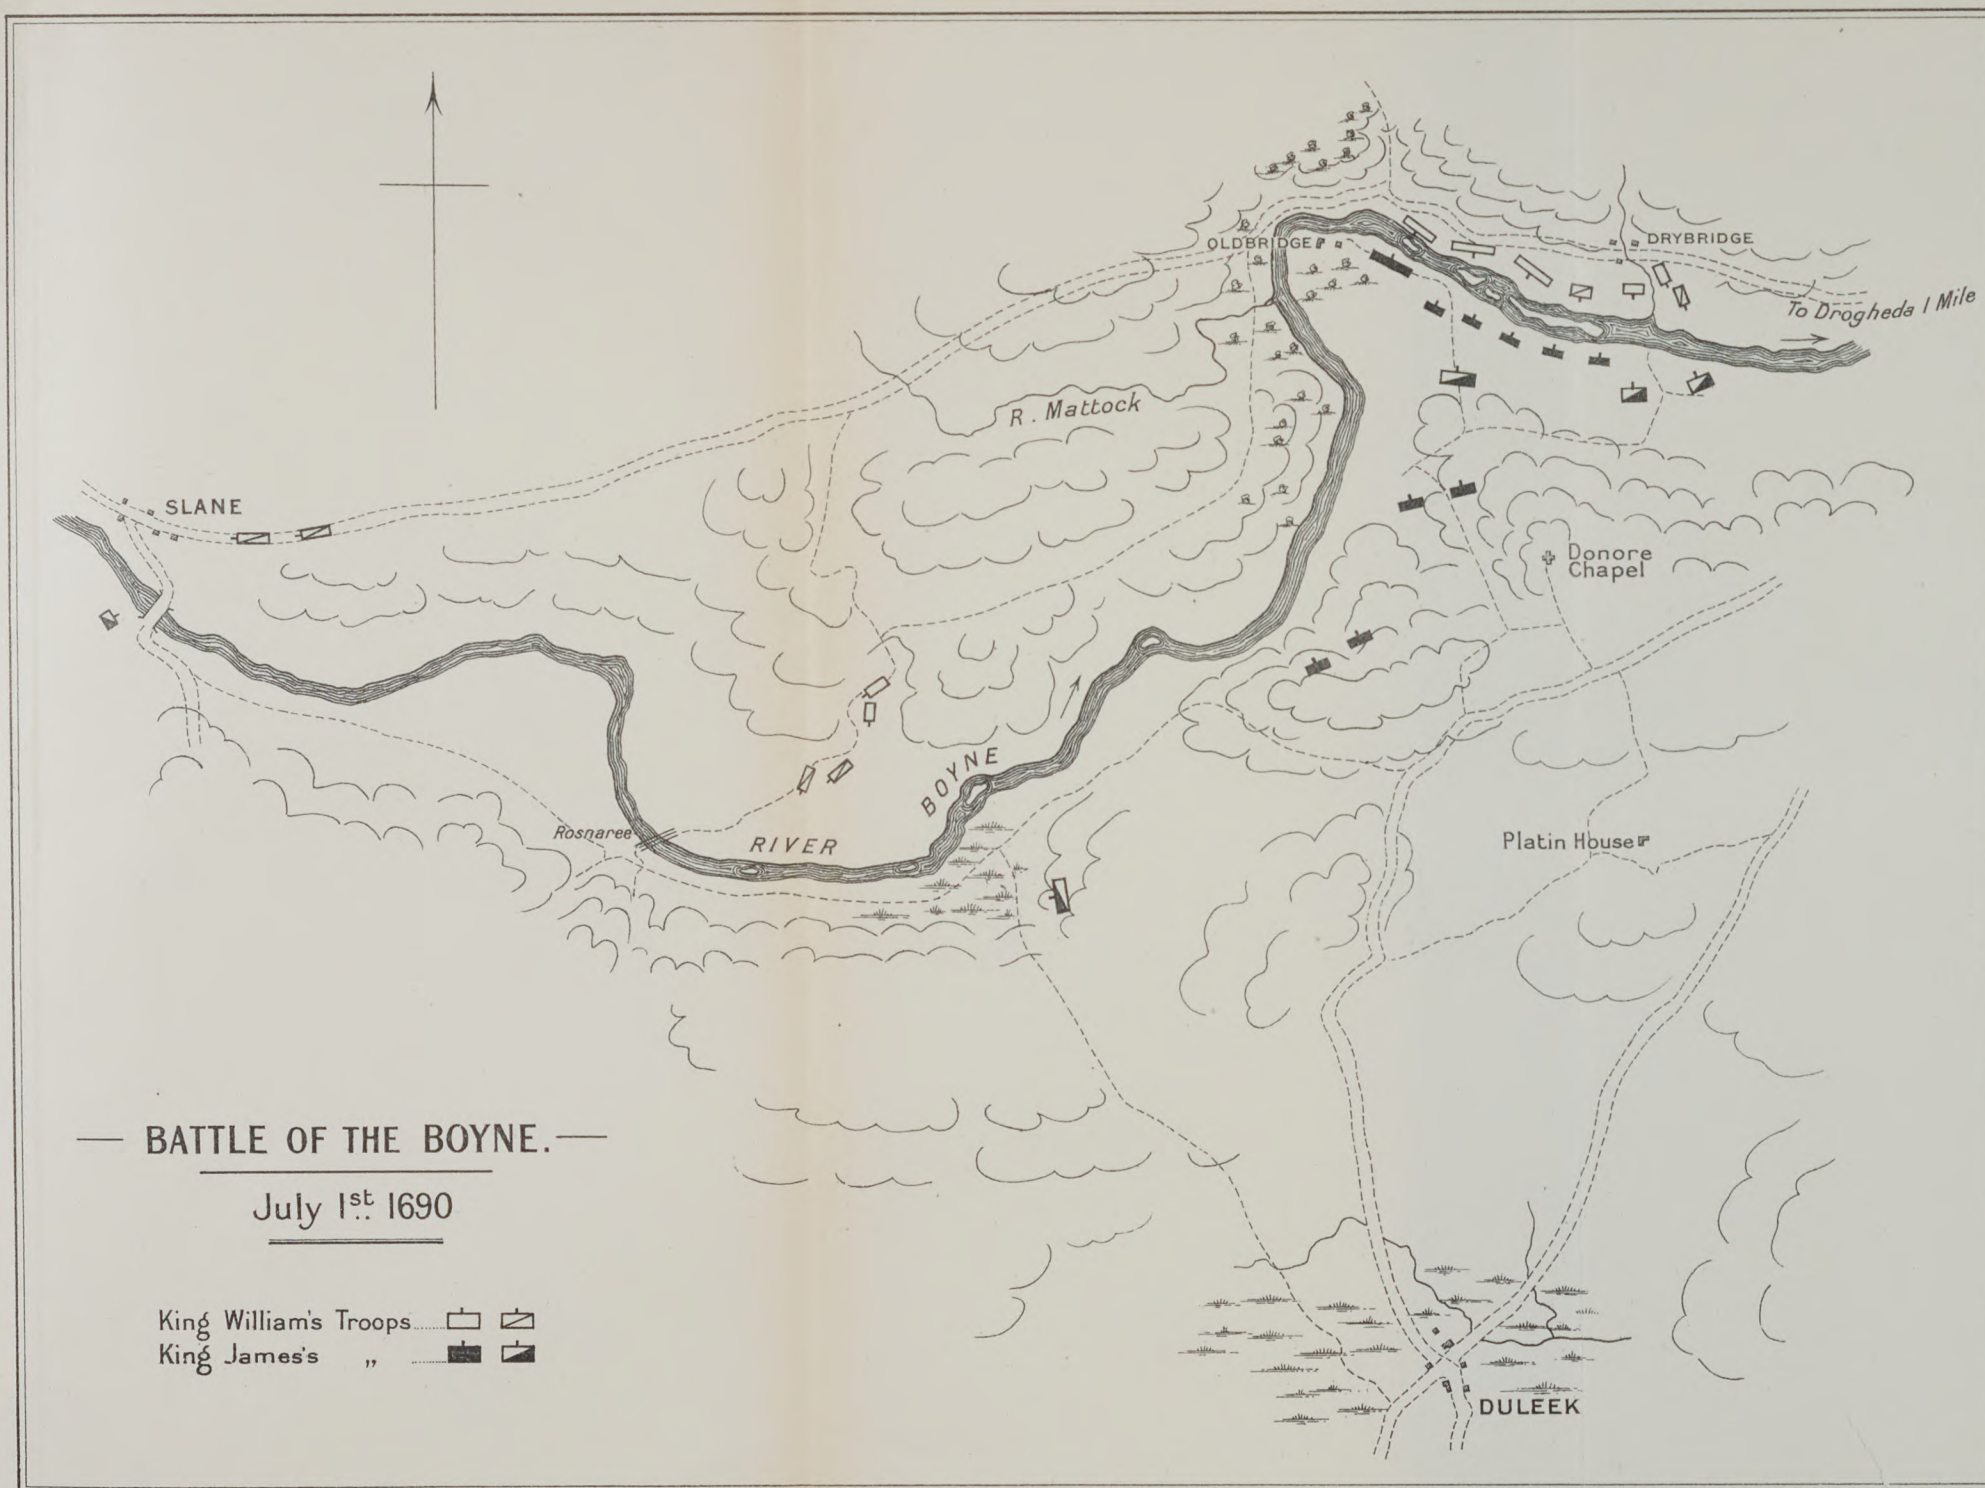 OLDBRIDGE
DRYBRIDGE
To Drogheda 1 Mile
R. Mattock
SLANE
Donore
Chapel
BOYNE
Rosnaree
RIVER
Platin House
— BATTLE OF THE BOYNE. —
July 1st 1690
King William's Troops
King James's „
DULEEK